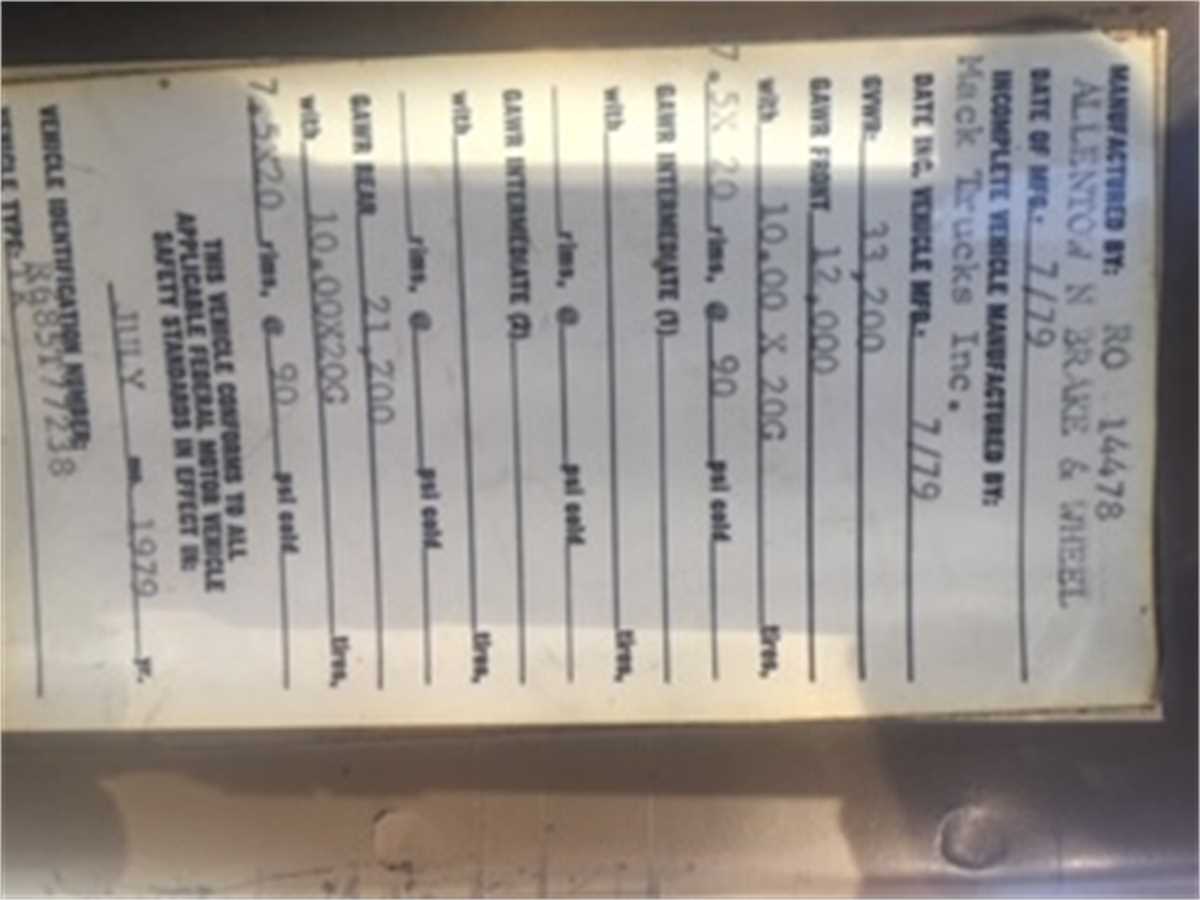 MANUFACTURED BY: RO 14478
ALLENTOWN BRAKE & WHEEL
DATE OF MFG. 7/79
INCOMPLETE VEHICLE MANUFACTURED BY:
Mack Trucks Inc.
DATE INC. VEHICLE MFG. 7/79
GVWR: 33,200
GAWR FRONT 12,000
with 10.00 X 20G tires,
7.5X 20 rims, @ 90 psi cold
GAWR INTERMEDIATE (1)
with tires,
rims, @ psi cold
GAWR INTERMEDIATE (2)
with tires,
rims, @ psi cold
GAWR REAR 21,200
with 10.00X20G tires,
7.5X20 rims, @ 90 psi cold
THIS VEHICLE CONFORMS TO ALL
APPLICABLE FEDERAL MOTOR VEHICLE
SAFETY STANDARDS IN EFFECT IN:
JULY mo. 1979 yr.
VEHICLE IDENTIFICATION NUMBER:
VEHICLE TYPE: